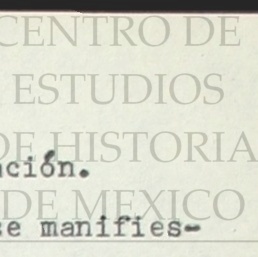 CENTRO DE
ESTUDIOS
DE HISTORIA
ación.
DE MEXICO
se manifies-